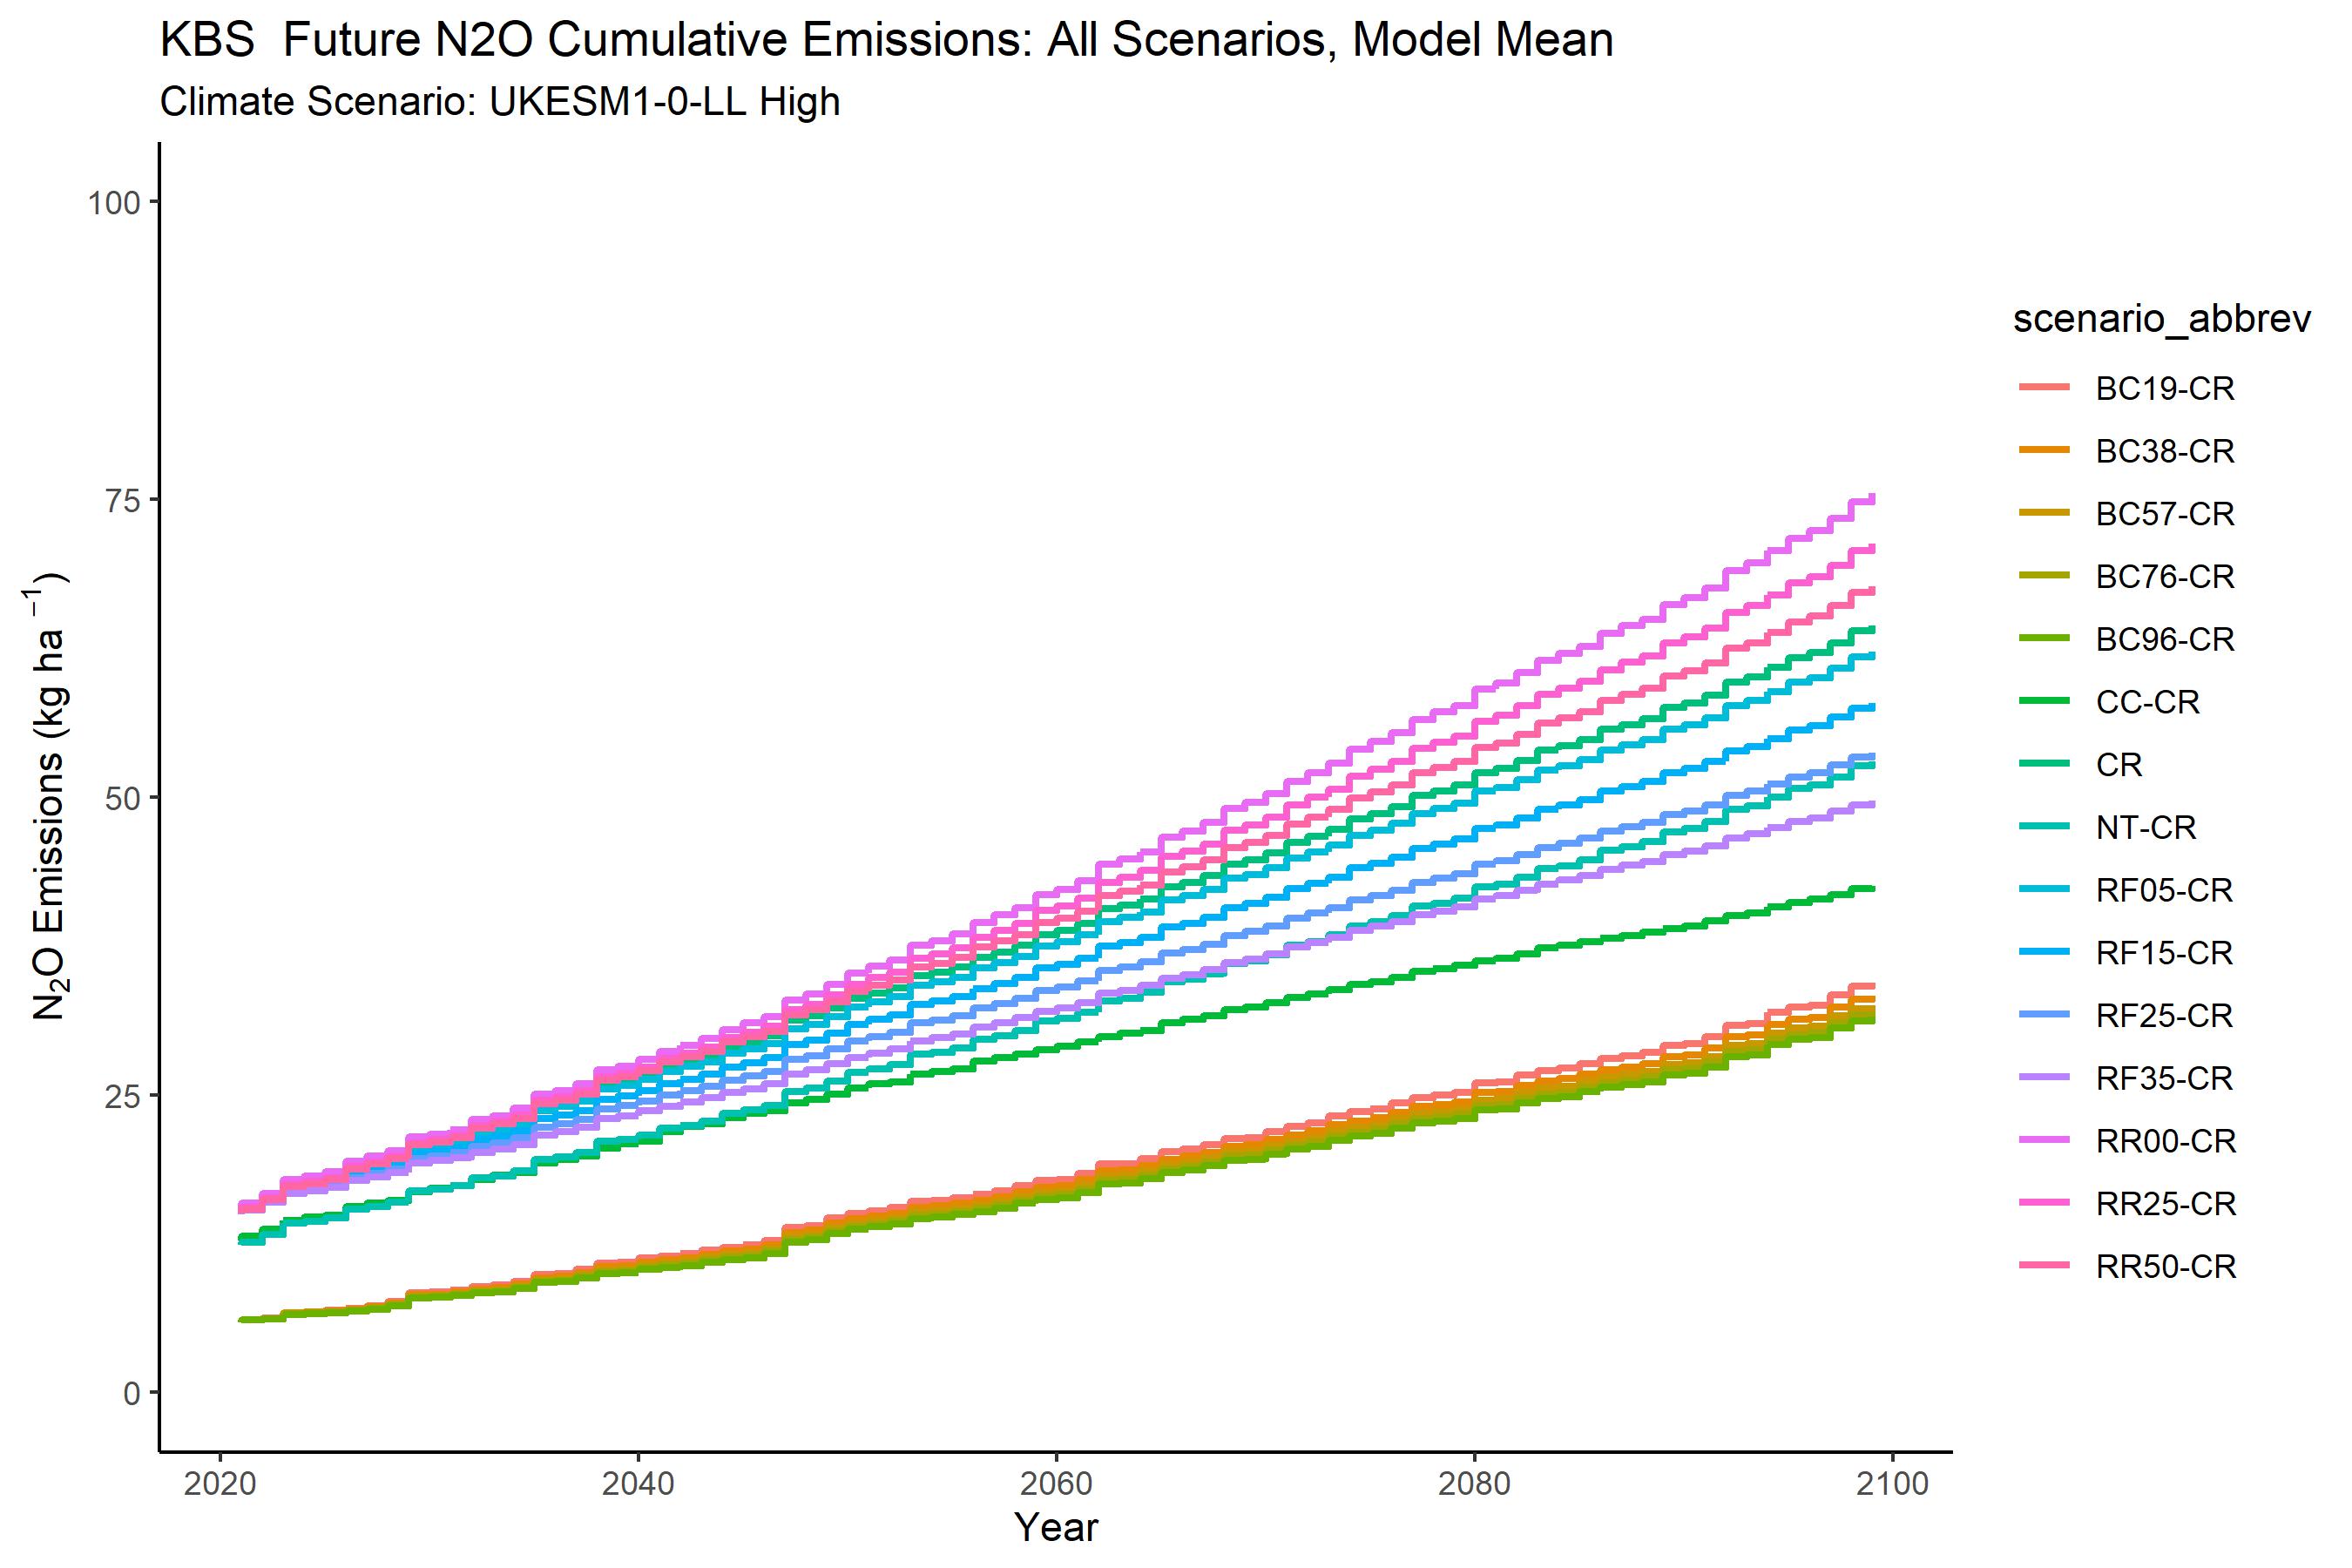 KBS  Future N2O Cumulative Emissions: All Scenarios, Model Mean
Climate Scenario: UKESM1-0-LL High
N₂O Emissions (kg ha ⁻¹)
100
75
50
25
0
2020
2040
2060
2080
2100
Year
scenario_abbrev
BC19-CR
BC38-CR
BC57-CR
BC76-CR
BC96-CR
CC-CR
CR
NT-CR
RF05-CR
RF15-CR
RF25-CR
RF35-CR
RR00-CR
RR25-CR
RR50-CR